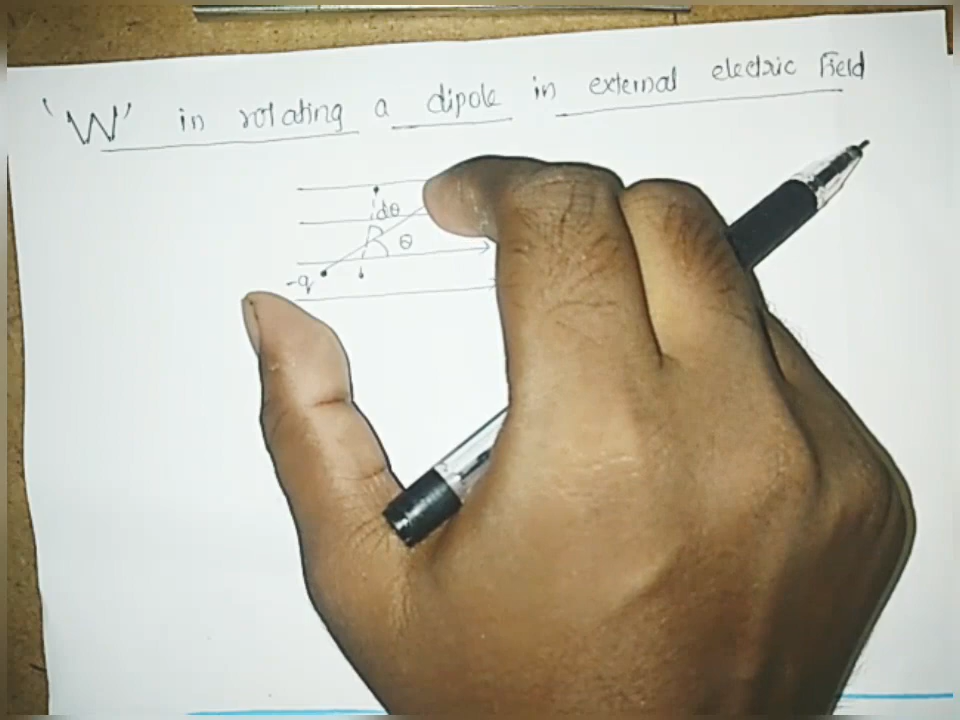 'W' in rotating a dipole in external electric Field
dθ
θ
-q